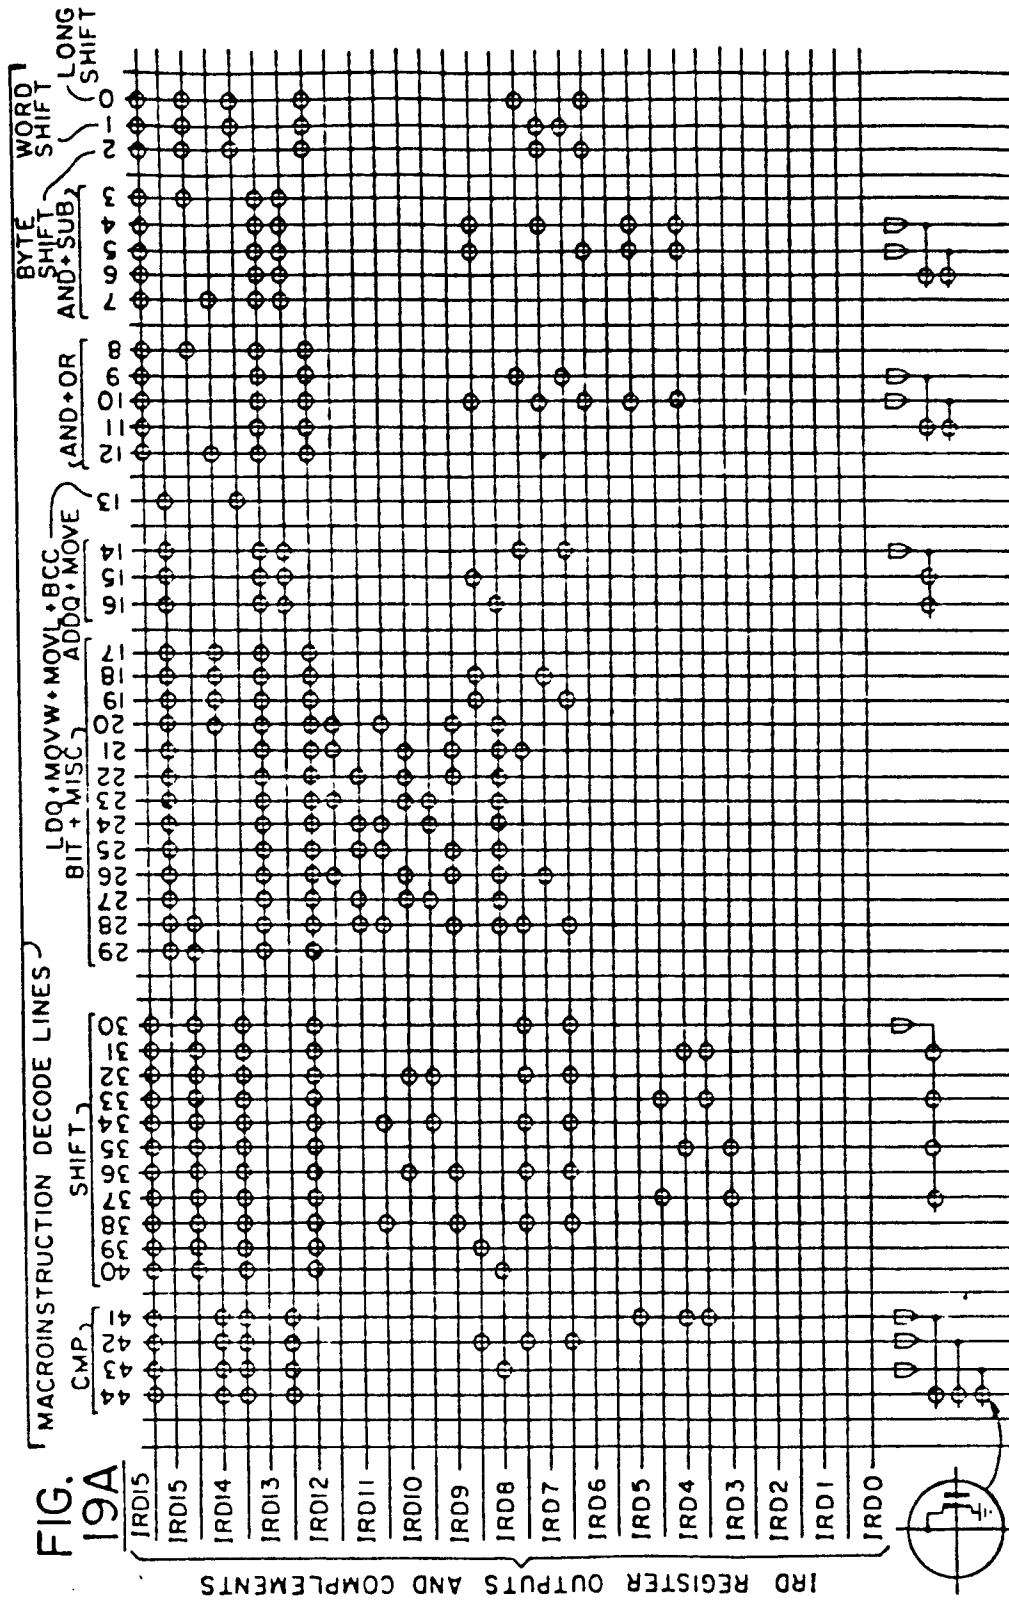 FIG.
19A
MACROINSTRUCTION DECODE LINES
CMP
SHIFT
BIT + MISC
LDQ+MOVW+MOVL+BCC
ADDQ+MOVE
AND+OR
AND+SUB
BYTE
SHIFT
WORD
SHIFT
LONG
SHIFT
44 43 42 41 40 39 38 37 36 35 34 33 32 31 30 29 28 27 26 25 24 23 22 21 20 19 18 17 16 15 14 13 12 11 10 9 8 7 6 5 4 3 2 1 0
IRD15
IRD15
IRD14
IRD13
IRD12
IRD11
IRD10
IRD9
IRD8
IRD7
IRD6
IRD5
IRD4
IRD3
IRD2
IRD1
IRD0
IRD REGISTER OUTPUTS AND COMPLEMENTS